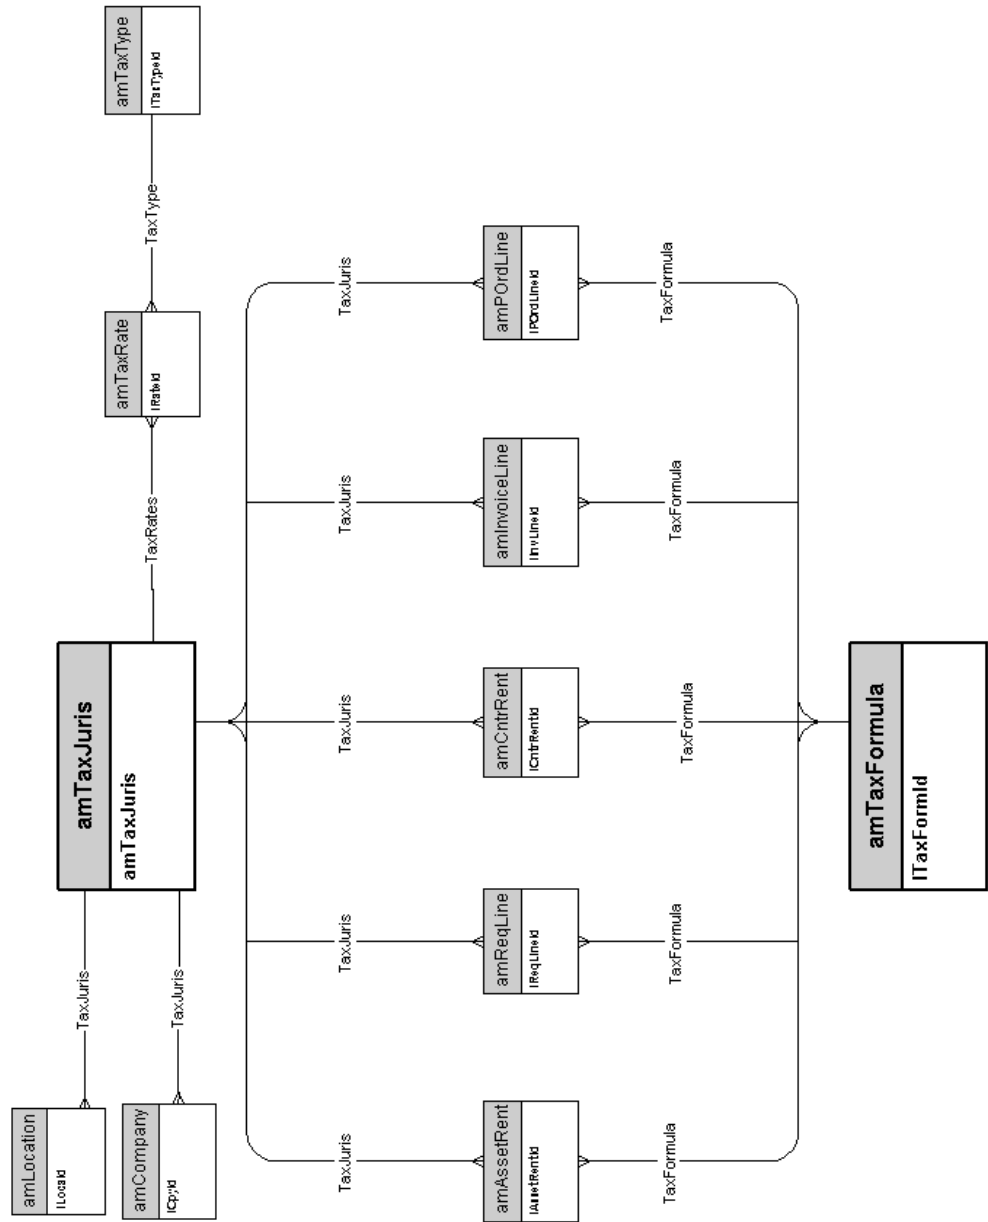 amLocation
lLocaId
TaxJuris
amCompany
lCpyId
TaxJuris
amTaxJuris
amTaxJuris
TaxRates
amTaxRate
lRateId
TaxType
amTaxType
lTaxTypeId
TaxJuris
TaxJuris
TaxJuris
TaxJuris
TaxJuris
amAssetRent
lAssetRentId
amReqLine
lReqLineId
amCntrRent
lCntrRentId
amInvoiceLine
lInvLineId
amPOrdLine
lPOrdLineId
TaxFormula
TaxFormula
TaxFormula
TaxFormula
TaxFormula
amTaxFormula
lTaxFormId